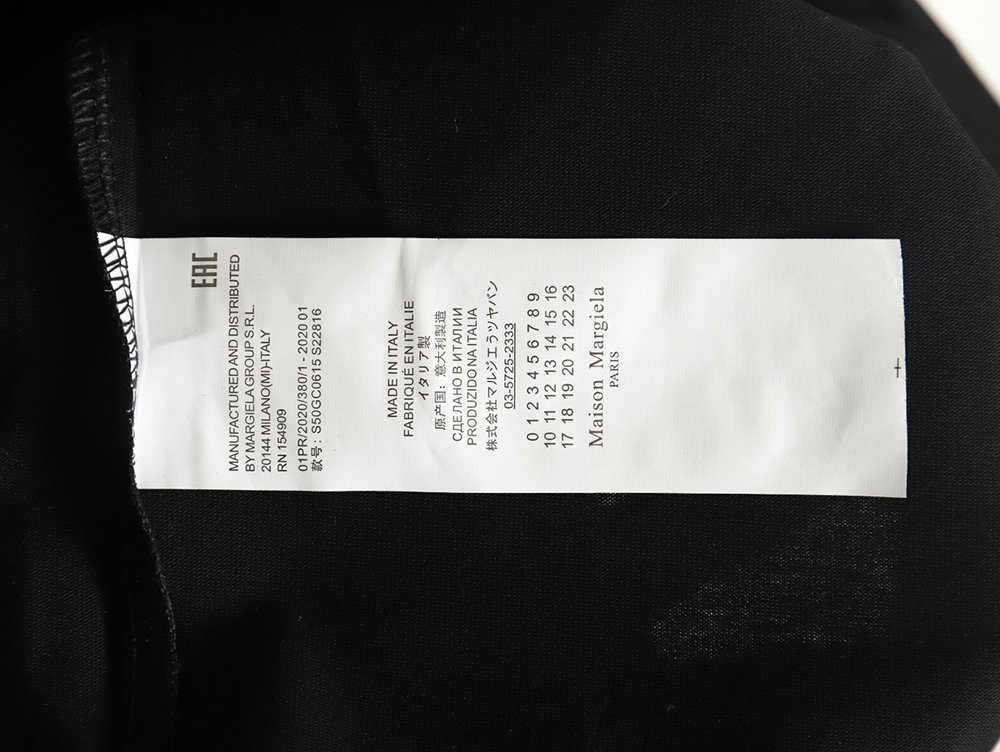 EAC
MANUFACTURED AND DISTRIBUTED
BY MARGIELA GROUP S.R.L.
20144 MILANO(MI)-ITALY
RN 154909
01PR/2020/380/1 - 2020 01
款号: S50GC0615 S22816
MADE IN ITALY
FABRIQUÉ EN ITALIE
イタリア製
原产国: 意大利製造
СДЕЛАНО В ИТАЛИИ
PRODUZIDO NA ITALIA
株式会社マルジエラッツヤパン
03-5725-2333
0 1 2 3 4 5 6 7 8 9
10 11 12 13 14 15 16
17 18 19 20 21 22 23
Maison Margiela
PARIS